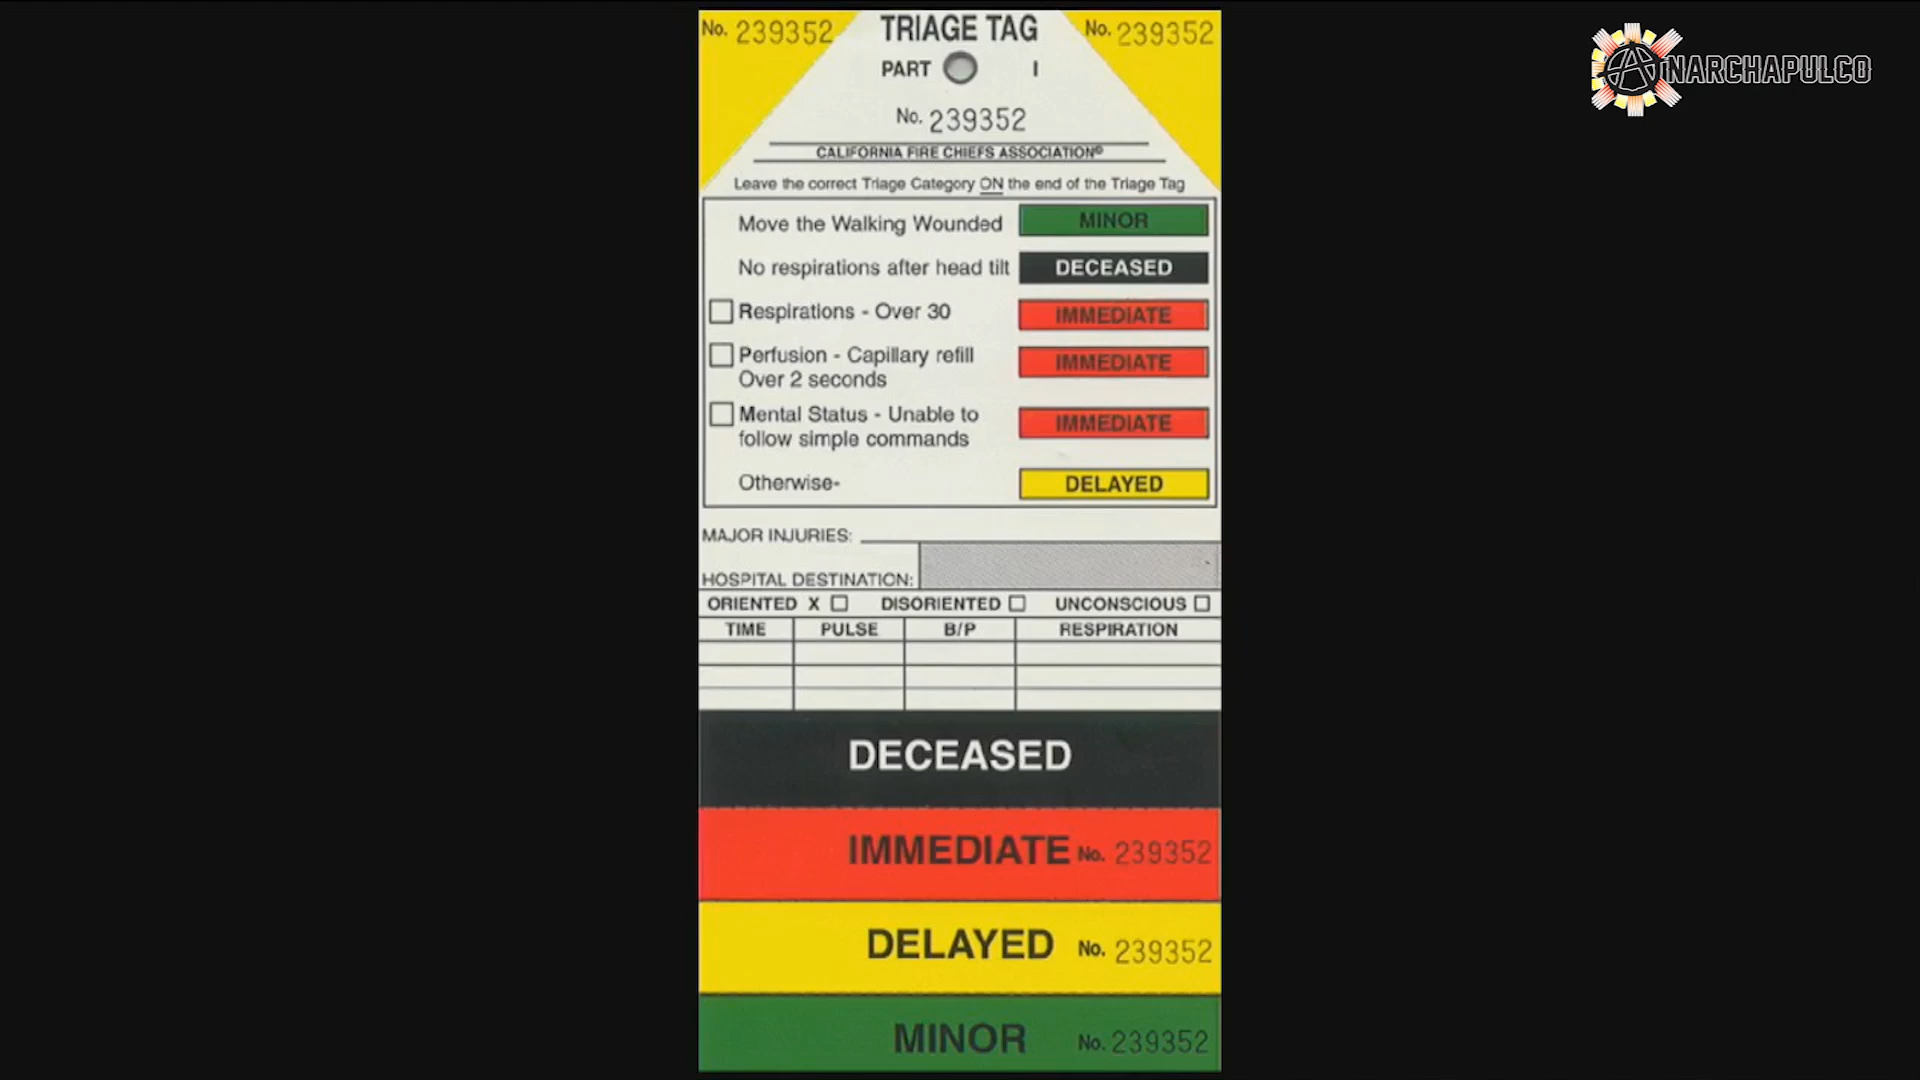 No. 239352
TRIAGE TAG
No. 239352
PART I
No. 239352
CALIFORNIA FIRE CHIEFS ASSOCIATION©
Leave the correct Triage Category ON the end of the Triage Tag
Move the Walking Wounded MINOR
No respirations after head tilt DECEASED
Respirations - Over 30 IMMEDIATE
Perfusion - Capillary refill
Over 2 seconds
IMMEDIATE
Mental Status - Unable to
follow simple commands
IMMEDIATE
Otherwise- DELAYED
MAJOR INJURIES:
HOSPITAL DESTINATION:
ORIENTED X DISORIENTED UNCONSCIOUS
TIME PULSE B/P RESPIRATION
DECEASED
IMMEDIATE No. 239352
DELAYED No. 239352
MINOR No. 239352
ANARCHAPULCO